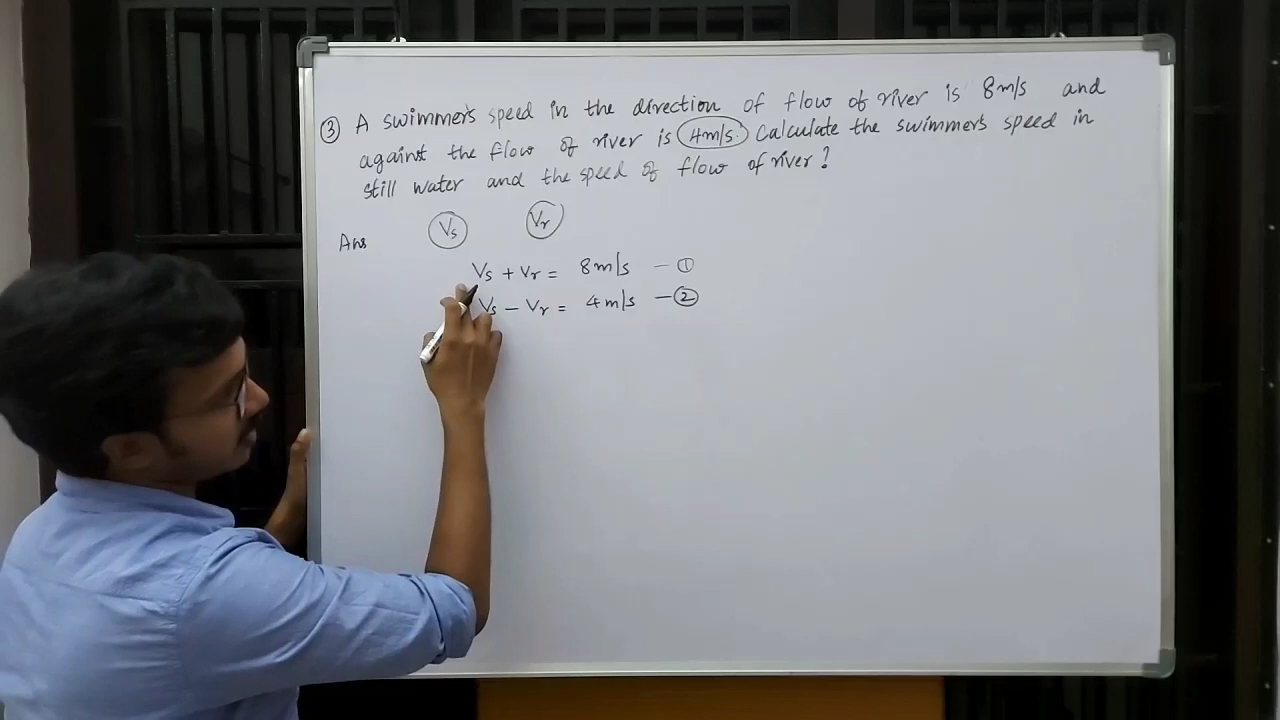 ③ A swimmer's speed in the direction of flow of river is 8m/s and
against the flow of river is 4m/s. Calculate the swimmer's speed in
still water and the speed of flow of river?
Ans Vs Vr
Vs + Vr = 8m/s — ①
Vs – Vr = 4m/s — ②